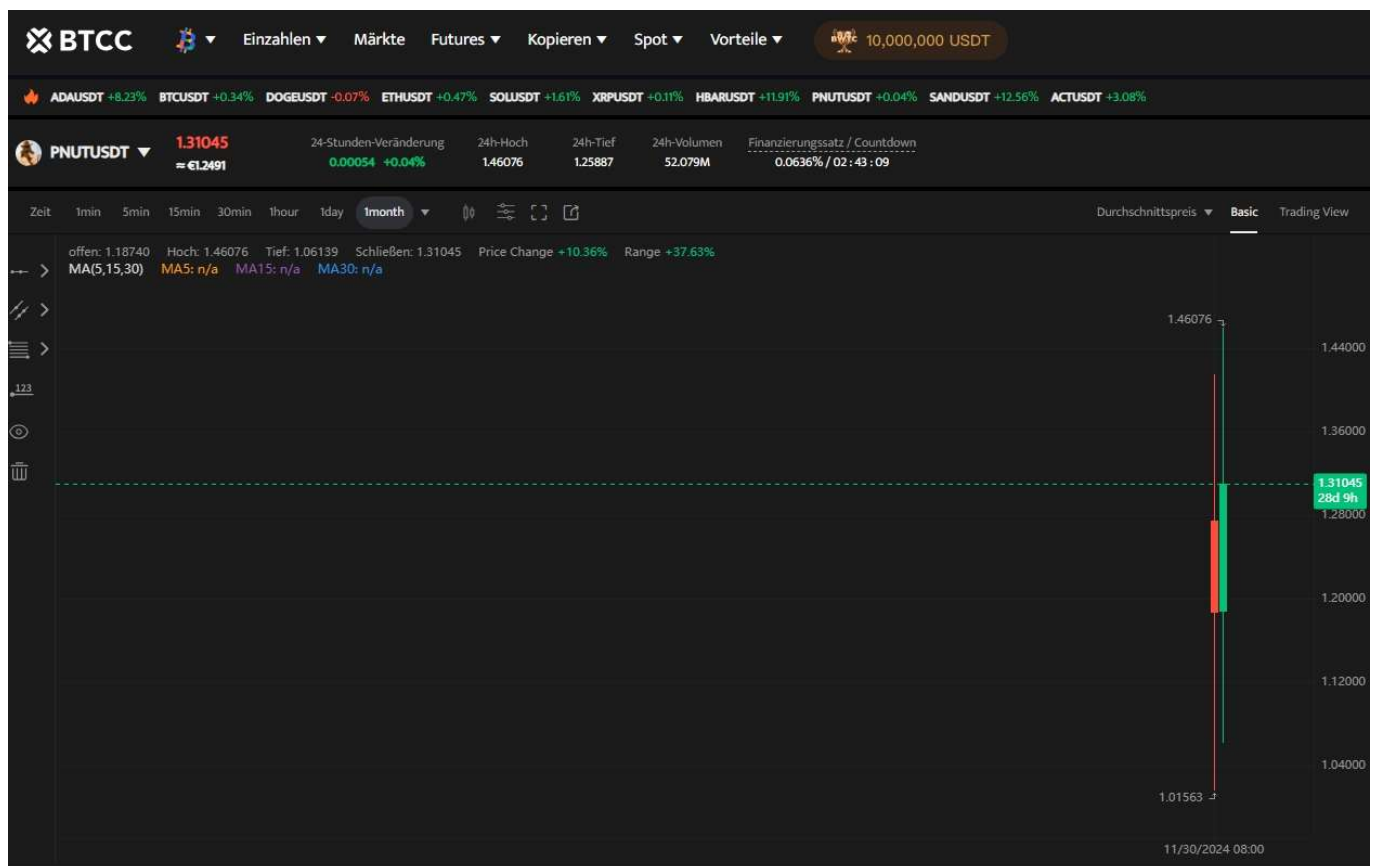 BTCC Einzahlen Märkte Futures Kopieren Spot Vorteile 10,000,000 USDT
ADAUSDT +8.23% BTCUSDT +0.34% DOGEUSDT -0.07% ETHUSDT +0.47% SOLUSDT +1.61% XRPUSDT +0.11% HBARUSDT +11.91% PNUTUSDT +0.04% SANDUSDT +12.56% ACTUSDT +3.08%
PNUTUSDT 1.31045 24-Stunden-Veränderung 24h-Hoch 24h-Tief 24h-Volumen Finanzierungssatz / Countdown
≈ €1.2491 0.00054 +0.04% 1.46076 1.25887 52.079M 0.0636% / 02 : 43 : 09
Zeit 1min 5min 15min 30min 1hour 1day 1month Durchschnittspreis Basic Trading View
offen: 1.18740 Hoch: 1.46076 Tief: 1.06139 Schließen: 1.31045 Price Change +10.36% Range +37.63%
MA(5,15,30) MA5: n/a MA15: n/a MA30: n/a
1.46076
1.44000
123
1.36000
1.31045
28d 9h
1.28000
1.20000
1.12000
1.04000
1.01563
11/30/2024 08:00